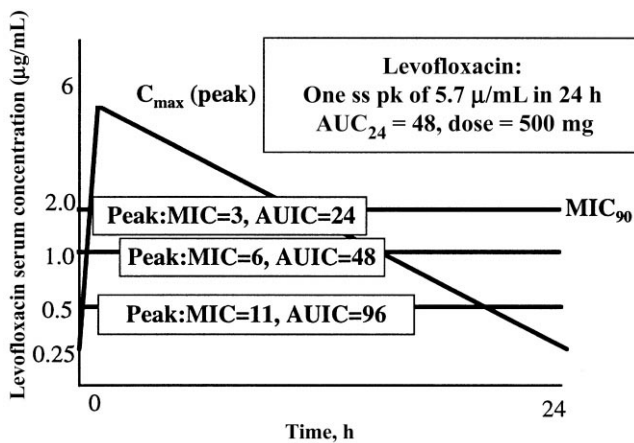 Levofloxacin serum concentration (µg/mL)
6
2.0
1.0
0.5
0.25
Cmax (peak)
Levofloxacin:
One ss pk of 5.7 µ/mL in 24 h
AUC24 = 48, dose = 500 mg
Peak:MIC=3, AUIC=24
MIC90
Peak:MIC=6, AUIC=48
Peak:MIC=11, AUIC=96
0
24
Time, h